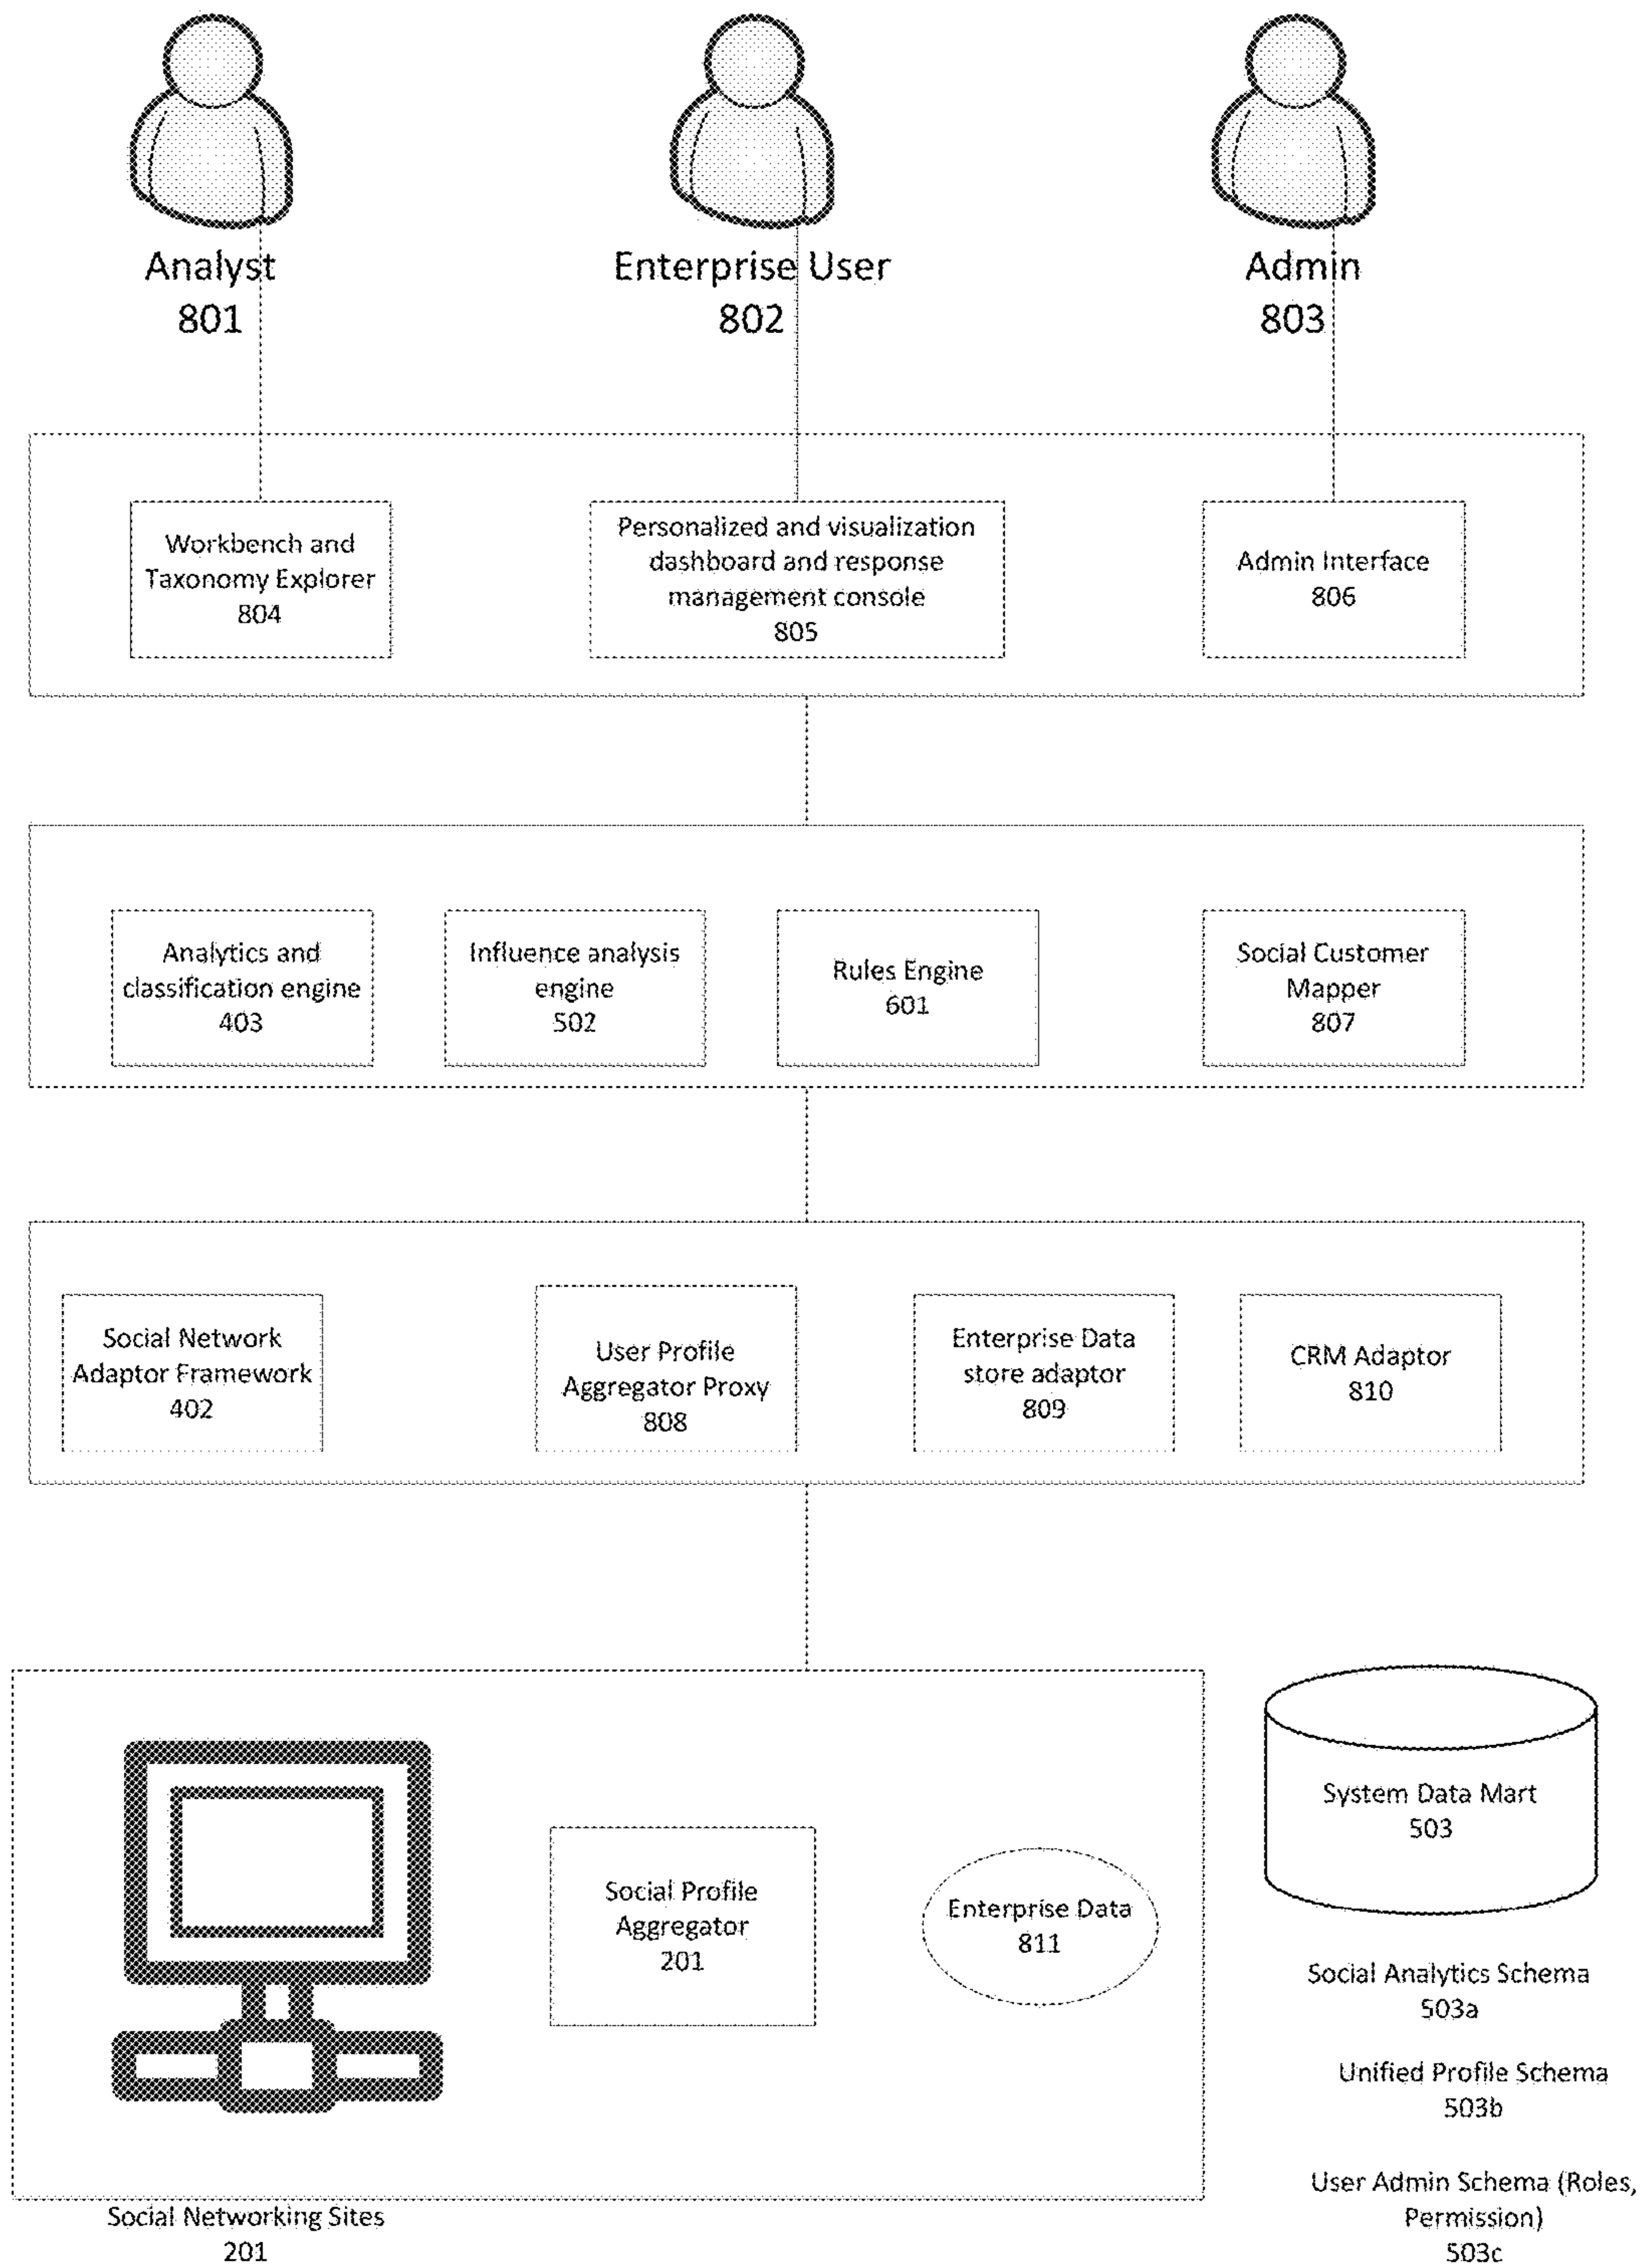 Analyst
801
Enterprise User
802
Admin
803
Workbench and
Taxonomy Explorer
804
Personalized and visualization
dashboard and response
management console
805
Admin Interface
806
Analytics and
classification engine
403
Influence analysis
engine
502
Rules Engine
601
Social Customer
Mapper
807
Social Network
Adaptor Framework
402
User Profile
Aggregator Proxy
808
Enterprise Data
store adaptor
809
CRM Adaptor
810
Social Profile
Aggregator
201
Enterprise Data
811
System Data Mart
503
Social Analytics Schema
503a
Unified Profile Schema
503b
User Admin Schema (Roles,
Permission)
503c
Social Networking Sites
201